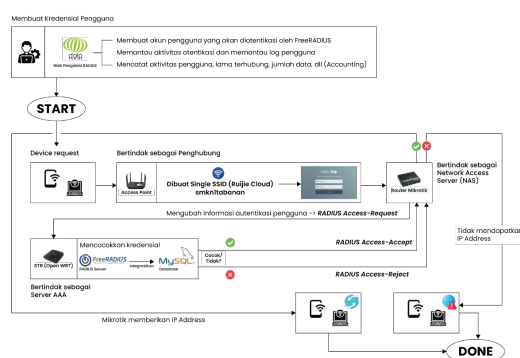 Membuat Kredensial Pengguna
Membuat akun pengguna yang akan diotentikasi oleh FreeRADIUS
Memantau aktivitas otentikasi dan memantau log pengguna
Mencatat aktivitas pengguna, lama terhubung, jumlah data, dll (Accounting)
dalo
RADIUS
Web Pengelola RADIUS
START
Device request
Bertindak sebagai Penghubung
Access Point
Dibuat Single SSID (Ruijie Cloud)
smkn1tabanan
Router Mikrotik
Bertindak sebagai
Network Access
Server (NAS)
Mengubah informasi autentikasi pengguna -> RADIUS Access-Request
Tidak mendapatkan
IP Address
STB (Open WRT)
Mencocokkan kredensial
FreeRADIUS
RADIUS Server
Integrasikan
MySQL
Database
Cocok/
Tidak?
RADIUS Access-Accept
RADIUS Access-Reject
Bertindak sebagai
Server AAA
Mikrotik memberikan IP Address
DONE